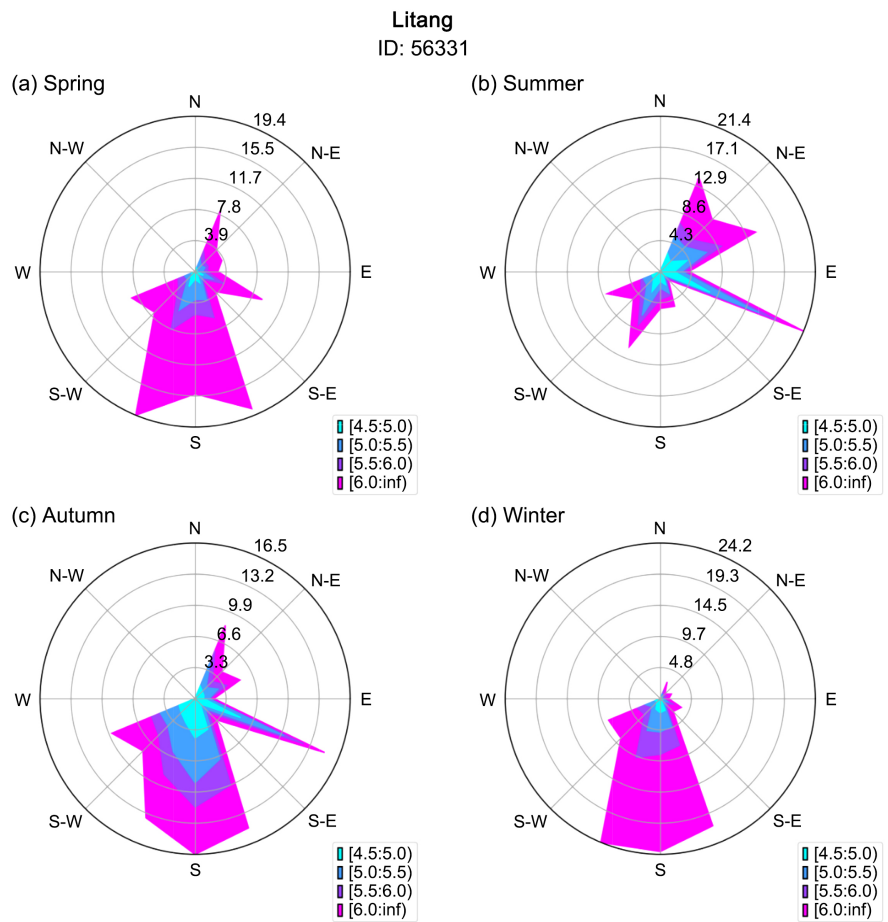 Litang
ID: 56331
(a) Spring
N
19.4
15.5
11.7
7.8
3.9
N-W
N-E
W
E
S-W
S-E
S
[4.5:5.0)
[5.0:5.5)
[5.5:6.0)
[6.0:inf)
(b) Summer
N
21.4
17.1
12.9
8.6
4.3
N-W
N-E
W
E
S-W
S-E
S
[4.5:5.0)
[5.0:5.5)
[5.5:6.0)
[6.0:inf)
(c) Autumn
N
16.5
13.2
9.9
6.6
3.3
N-W
N-E
W
E
S-W
S-E
S
[4.5:5.0)
[5.0:5.5)
[5.5:6.0)
[6.0:inf)
(d) Winter
N
24.2
19.3
14.5
9.7
4.8
N-W
N-E
W
E
S-W
S-E
S
[4.5:5.0)
[5.0:5.5)
[5.5:6.0)
[6.0:inf)